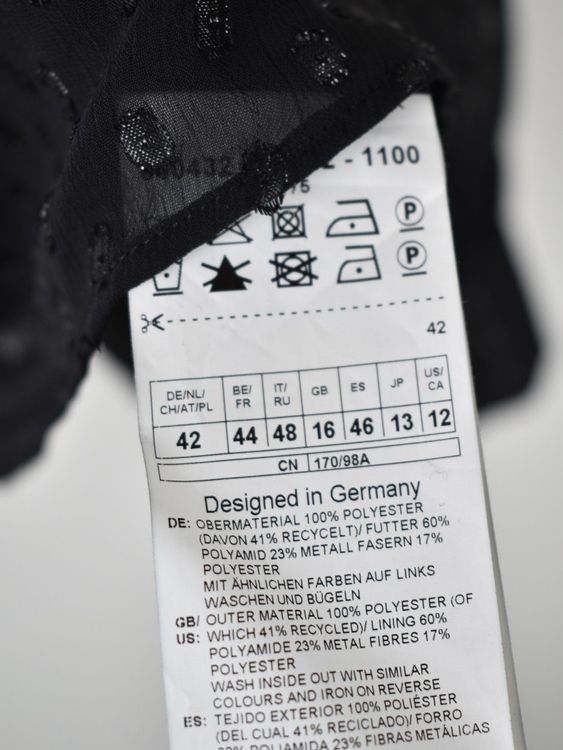 0432 - 1100
75
P
P
42
DE/NL/ CH/AT/PL BE/ FR IT/ RU GB ES JP US/ CA
42 44 48 16 46 13 12
CN 170/98A
Designed in Germany
DE: OBERMATERIAL 100% POLYESTER
(DAVON 41% RECYCELT)/ FUTTER 60%
POLYAMID 23% METALL FASERN 17%
POLYESTER
MIT ÄHNLICHEN FARBEN AUF LINKS
WASCHEN UND BÜGELN
GB/ OUTER MATERIAL 100% POLYESTER (OF
US: WHICH 41% RECYCLED)/ LINING 60%
POLYAMIDE 23% METAL FIBRES 17%
POLYESTER
WASH INSIDE OUT WITH SIMILAR
COLOURS AND IRON ON REVERSE
ES: TEJIDO EXTERIOR 100% POLIÉSTER
(DEL CUAL 41% RECICLADO)/ FORRO
POLIAMIDA 23% FIBRAS METÁLICAS